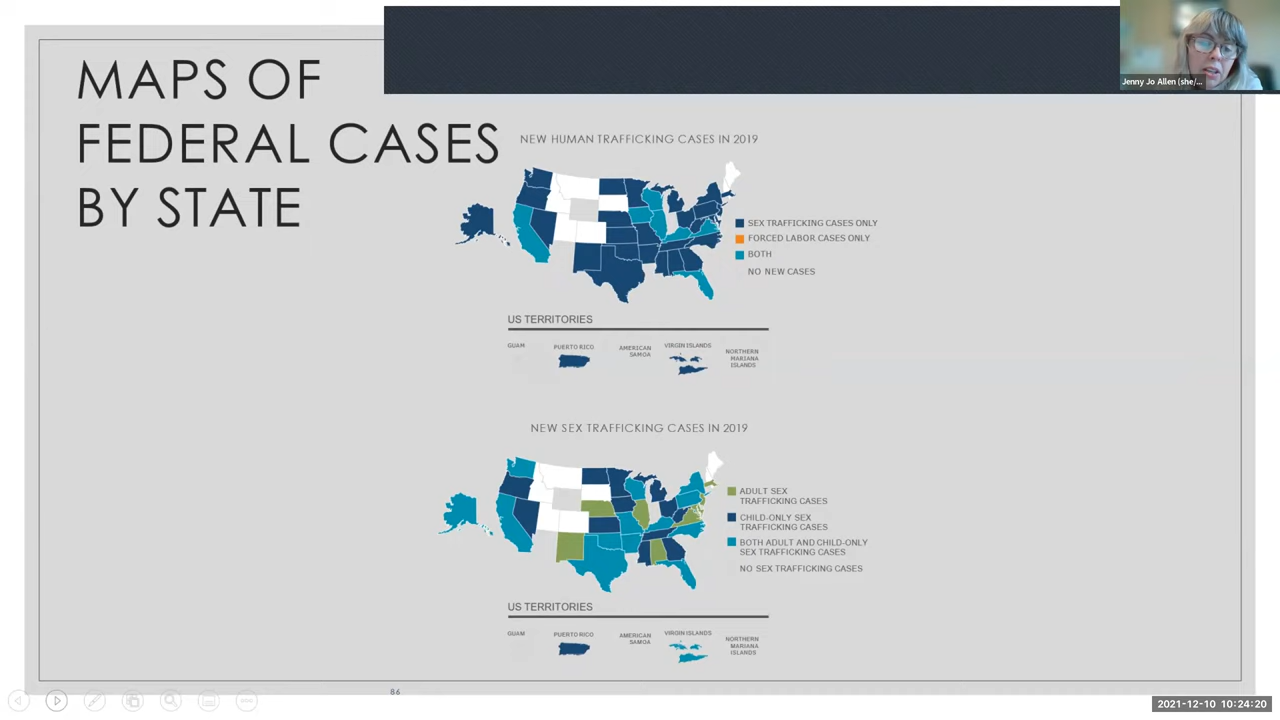 MAPS OF
FEDERAL CASES
BY STATE
Jenny Jo Allen (she/...
NEW HUMAN TRAFFICKING CASES IN 2019
SEX TRAFFICKING CASES ONLY
FORCED LABOR CASES ONLY
BOTH
NO NEW CASES
US TERRITORIES
GUAM
PUERTO RICO
AMERICAN
SAMOA
VIRGIN ISLANDS
NORTHERN
MARIANA
ISLANDS
NEW SEX TRAFFICKING CASES IN 2019
ADULT SEX
TRAFFICKING CASES
CHILD-ONLY SEX
TRAFFICKING CASES
BOTH ADULT AND CHILD-ONLY
SEX TRAFFICKING CASES
NO SEX TRAFFICKING CASES
US TERRITORIES
GUAM
PUERTO RICO
AMERICAN
SAMOA
VIRGIN ISLANDS
NORTHERN
MARIANA
ISLANDS
86
2021-12-10 10:24:20